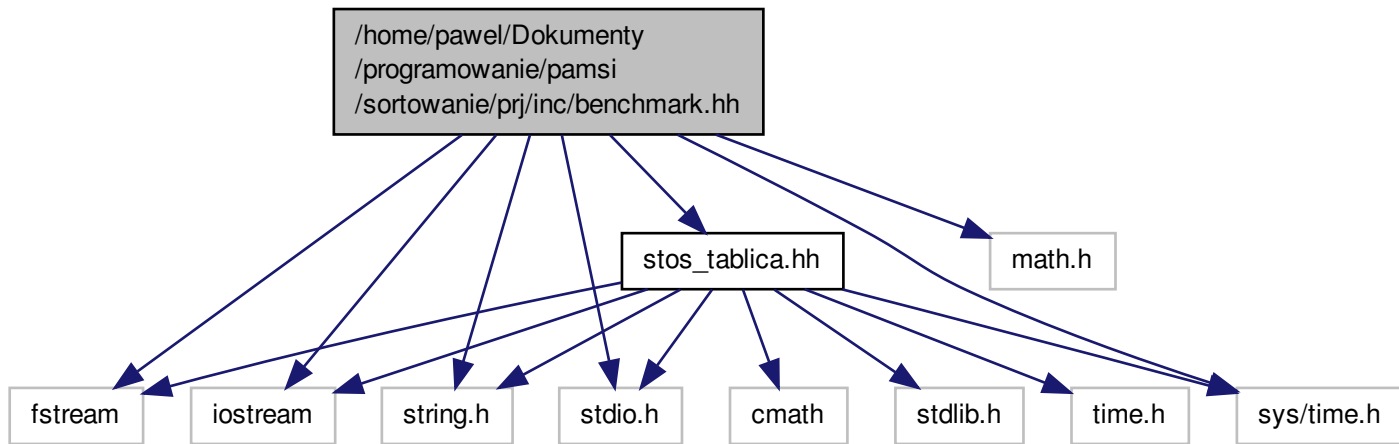 /home/pawel/Dokumenty
/programowanie/pamsi
/sortowanie/prj/inc/benchmark.hh
stos_tablica.hh
math.h
fstream
iostream
string.h
stdio.h
cmath
stdlib.h
time.h
sys/time.h